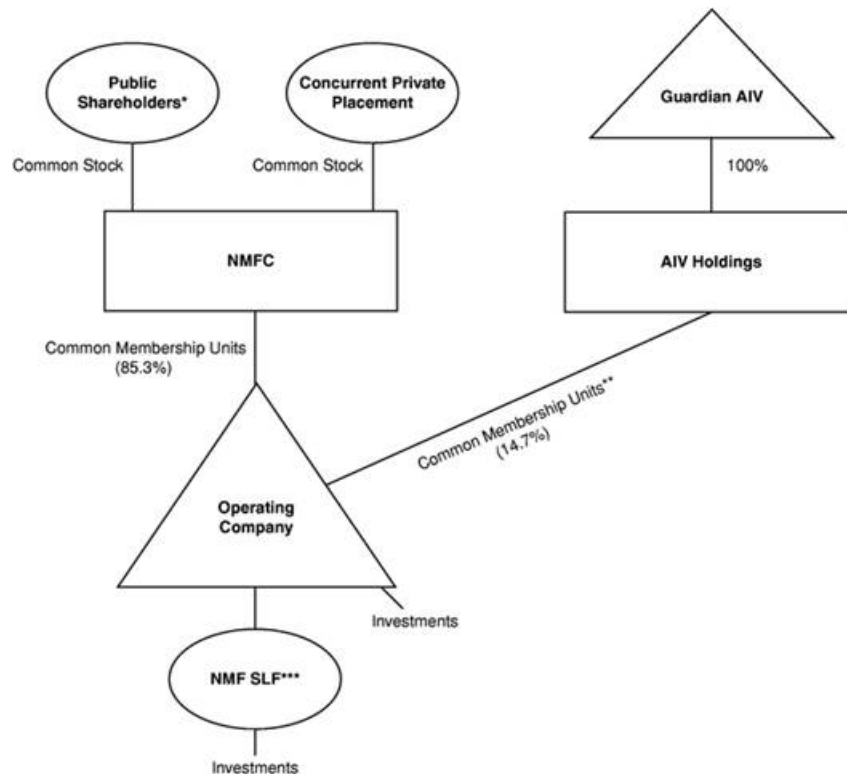 Public
Shareholders*
Concurrent Private
Placement
Guardian AIV
Common Stock
Common Stock
100%
NMFC
AIV Holdings
Common Membership Units
(85.3%)
Common Membership Units**
(14.7%)
Operating
Company
Investments
NMF SLF***
Investments